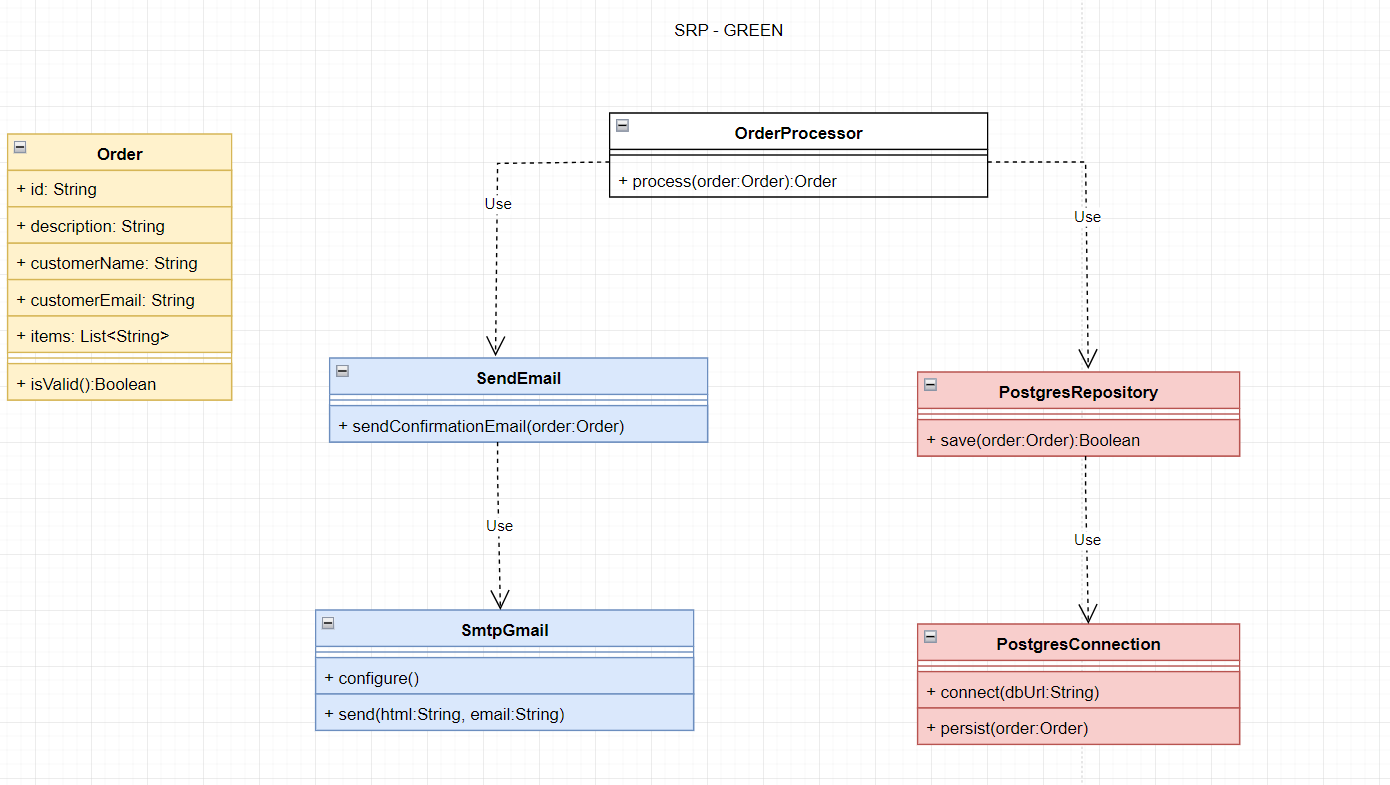 SRP - GREEN
Order
+ id: String
+ description: String
+ customerName: String
+ customerEmail: String
+ items: List<String>
+ isValid():Boolean
OrderProcessor
+ process(order:Order):Order
Use
Use
SendEmail
+ sendConfirmationEmail(order:Order)
PostgresRepository
+ save(order:Order):Boolean
Use
Use
SmtpGmail
+ configure()
+ send(html:String, email:String)
PostgresConnection
+ connect(dbUrl:String)
+ persist(order:Order)